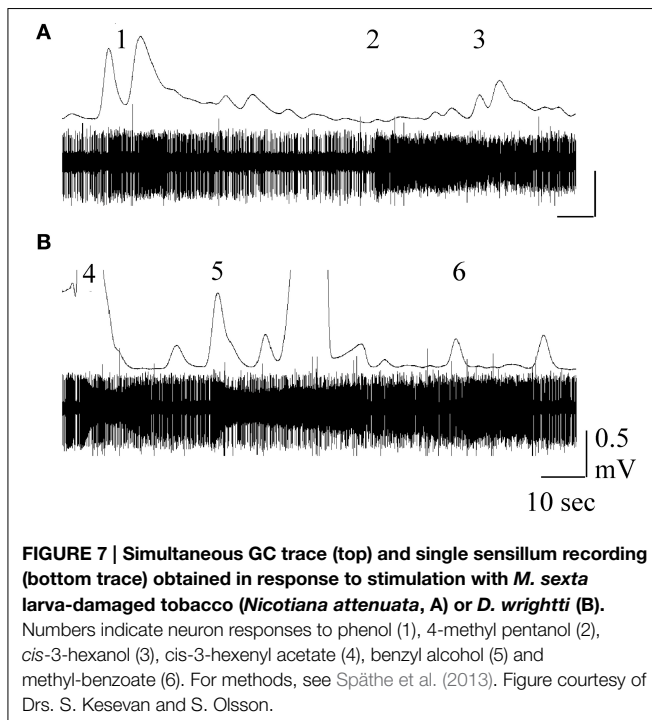 A
1 2 3
B
4 5 6
0.5
mV
10 sec
FIGURE 7 | Simultaneous GC trace (top) and single sensillum recording
(bottom trace) obtained in response to stimulation with M. sexta
larva-damaged tobacco (Nicotiana attenuata, A) or D. wrightti (B).
Numbers indicate neuron responses to phenol (1), 4-methyl pentanol (2),
cis-3-hexanol (3), cis-3-hexenyl acetate (4), benzyl alcohol (5) and
methyl-benzoate (6). For methods, see Späthe et al. (2013). Figure courtesy of
Drs. S. Kesevan and S. Olsson.